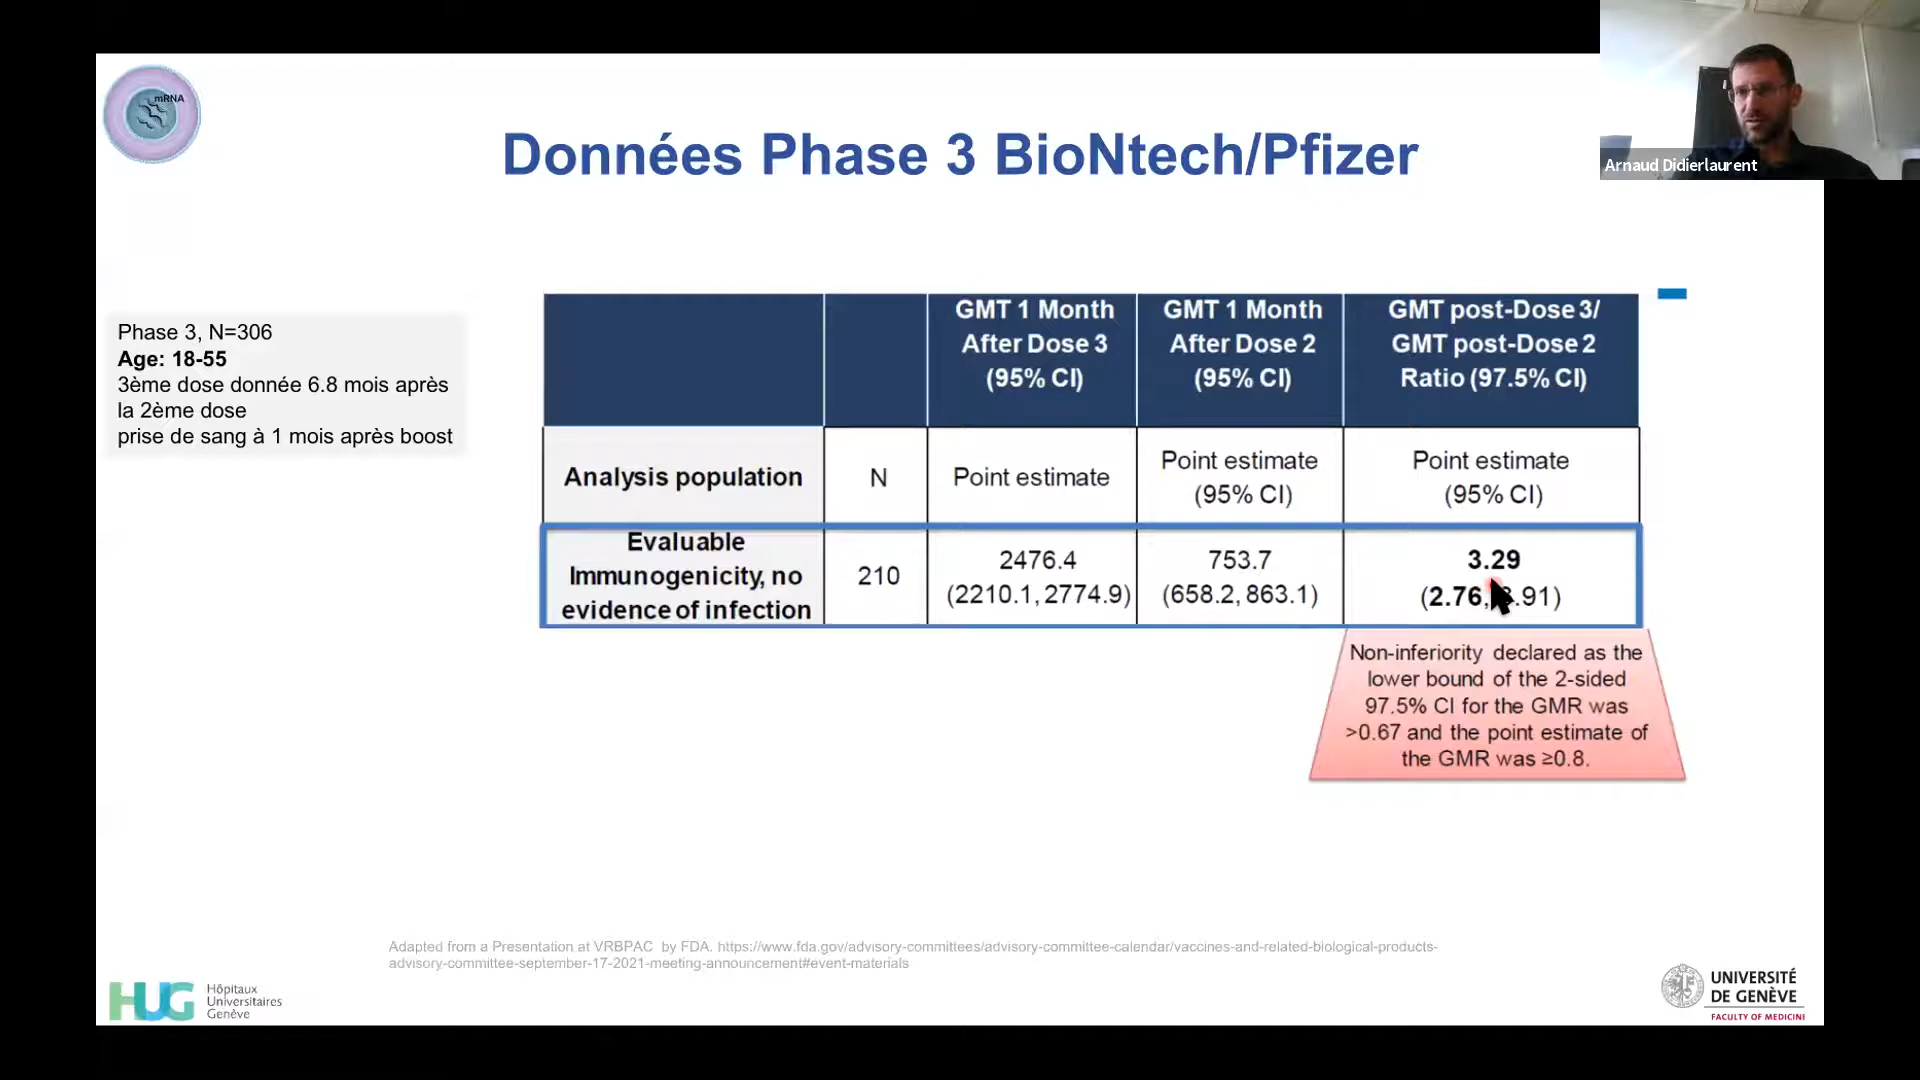 mRNA
Données Phase 3 BioNtech/Pfizer
Arnaud Didierlaurent
Phase 3, N=306
Age: 18-55
3ème dose donnée 6.8 mois après
la 2ème dose
prise de sang à 1 mois après boost
GMT 1 Month
After Dose 3
(95% CI)
GMT 1 Month
After Dose 2
(95% CI)
GMT post-Dose 3/
GMT post-Dose 2
Ratio (97.5% CI)
Analysis population
N
Point estimate
Point estimate
(95% CI)
Point estimate
(95% CI)
Evaluable
Immunogenicity, no
evidence of infection
210
2476.4
(2210.1, 2774.9)
753.7
(658.2, 863.1)
3.29
(2.76, .91)
Non-inferiority declared as the
lower bound of the 2-sided
97.5% CI for the GMR was
>0.67 and the point estimate of
the GMR was ≥0.8.
Adapted from a Presentation at VRBPAC by FDA. https://www.fda.gov/advisory-committees/advisory-committee-calendar/vaccines-and-related-biological-products-
advisory-committee-september-17-2021-meeting-announcement#event-materials
HUG
Hôpitaux
Universitaires
Genève
UNIVERSITÉ
DE GENÈVE
FACULTY OF MEDICINE